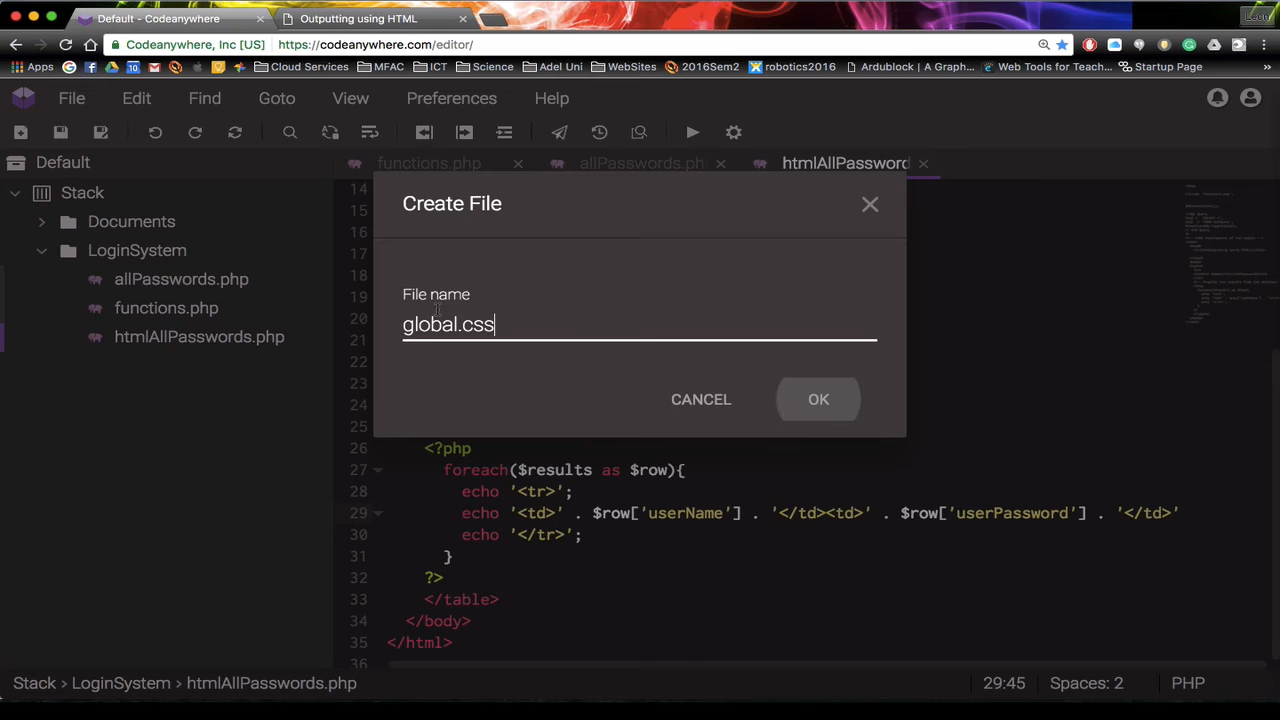 Default - Codeanywhere
Outputting using HTML
Leon
Codeanywhere, Inc [US]
https://codeanywhere.com/editor/
Apps
Cloud Services
MFAC
ICT
Science
Adel Uni
WebSites
2016Sem2
robotics2016
Ardublock | A Graph...
Web Tools for Teach...
Startup Page
»
File Edit Find Goto View Preferences Help
Default
functions.php
allPasswords.ph
htmlAllPassword
Stack
Documents
LoginSystem
allPasswords.php
functions.php
htmlAllPasswords.php
Create File
File name
global.css
CANCEL
OK
14
15
16
17
18
19
20
21
22
23
24
25
26 <?php
27 foreach($results as $row){
28 echo '<tr>';
29 echo '<td>' . $row['userName'] . '</td><td>' . $row['userPassword'] . '</td>'
30 echo '</tr>';
31 }
32 ?>
33 </table>
34 </body>
35 </html>
36
Stack > LoginSystem > htmlAllPasswords.php
29:45
Spaces: 2
PHP